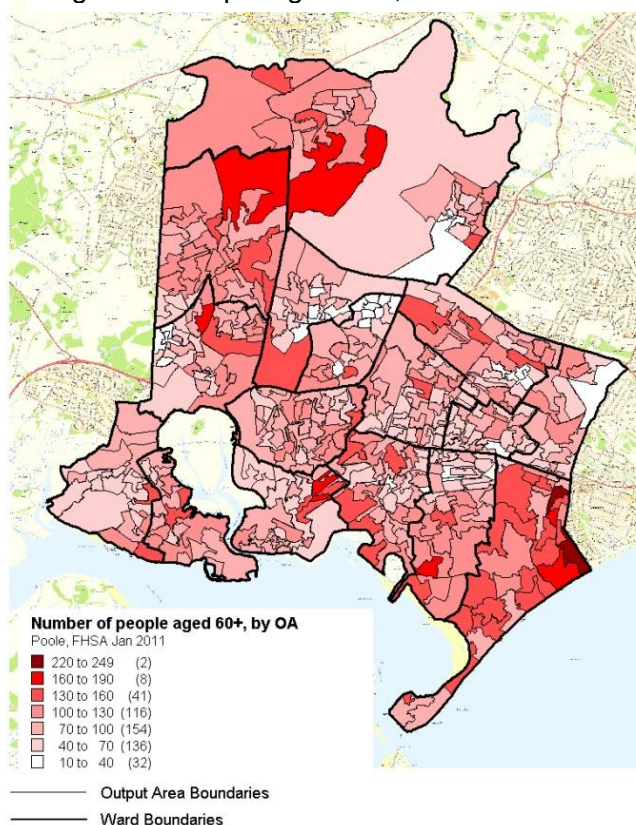 Number of people aged 60+, by OA
Poole, FHSA Jan 2011
220 to 249 (2)
160 to 190 (8)
130 to 160 (41)
100 to 130 (116)
70 to 100 (154)
40 to 70 (136)
10 to 40 (32)
Output Area Boundaries
Ward Boundaries